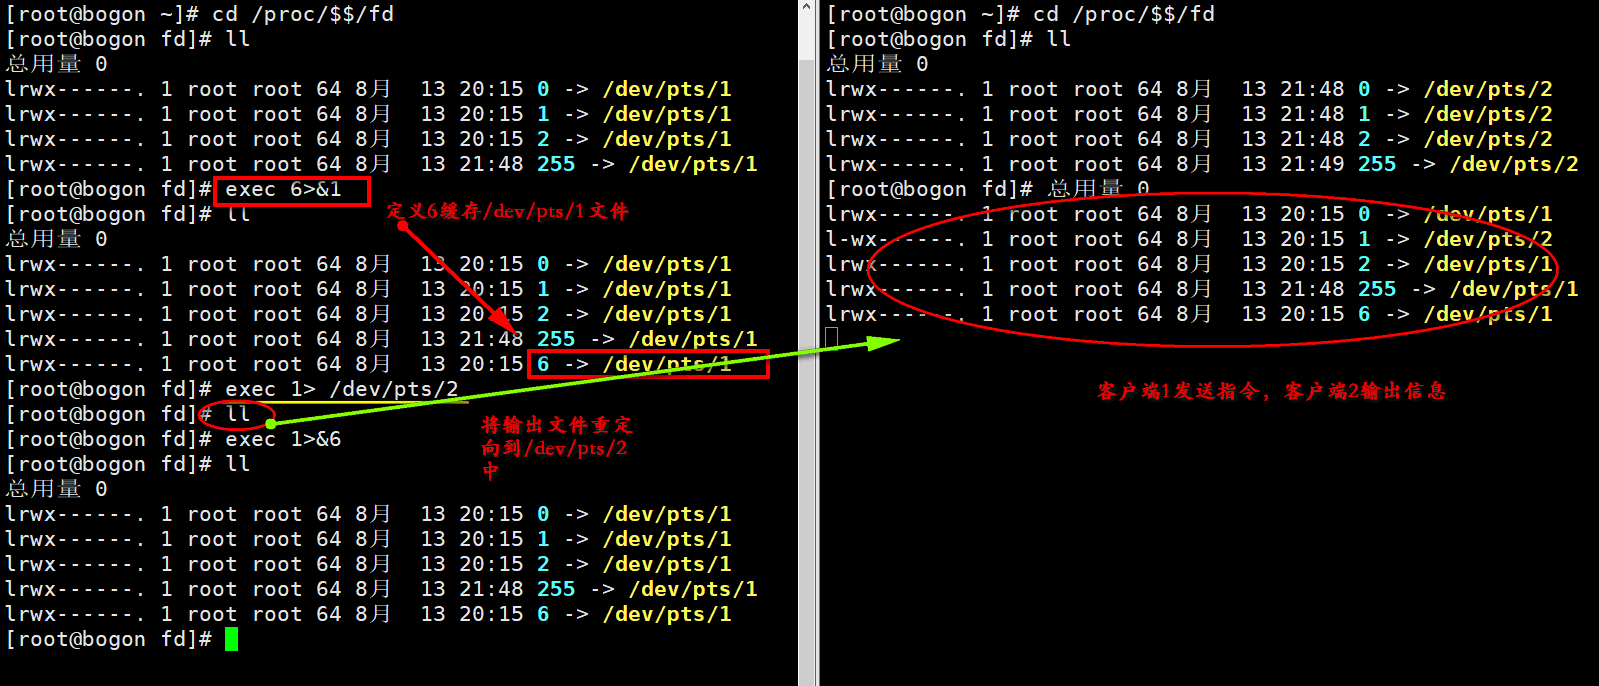 [root@bogon ~]# cd /proc/$$/fd
[root@bogon fd]# ll
总用量 0
lrwx------. 1 root root 64 8月  13 20:15 0 -> /dev/pts/1
lrwx------. 1 root root 64 8月  13 20:15 1 -> /dev/pts/1
lrwx------. 1 root root 64 8月  13 20:15 2 -> /dev/pts/1
lrwx------. 1 root root 64 8月  13 21:48 255 -> /dev/pts/1
[root@bogon fd]# exec 6>&1
[root@bogon fd]# ll
定义6缓存/dev/pts/1文件
总用量 0
lrwx------. 1 root root 64 8月  13 20:15 0 -> /dev/pts/1
lrwx------. 1 root root 64 8月  13 20:15 1 -> /dev/pts/1
lrwx------. 1 root root 64 8月  13 20:15 2 -> /dev/pts/1
lrwx------. 1 root root 64 8月  13 21:48 255 -> /dev/pts/1
lrwx------. 1 root root 64 8月  13 20:15 6 -> /dev/pts/1
[root@bogon fd]# exec 1> /dev/pts/2
[root@bogon fd]# ll
[root@bogon fd]# exec 1>&6
将输出文件重定
向到/dev/pts/2
中
[root@bogon fd]# ll
总用量 0
lrwx------. 1 root root 64 8月  13 20:15 0 -> /dev/pts/1
lrwx------. 1 root root 64 8月  13 20:15 1 -> /dev/pts/1
lrwx------. 1 root root 64 8月  13 20:15 2 -> /dev/pts/1
lrwx------. 1 root root 64 8月  13 21:48 255 -> /dev/pts/1
lrwx------. 1 root root 64 8月  13 20:15 6 -> /dev/pts/1
[root@bogon fd]#
[root@bogon ~]# cd /proc/$$/fd
[root@bogon fd]# ll
总用量 0
lrwx------. 1 root root 64 8月  13 21:48 0 -> /dev/pts/2
lrwx------. 1 root root 64 8月  13 21:48 1 -> /dev/pts/2
lrwx------. 1 root root 64 8月  13 21:48 2 -> /dev/pts/2
lrwx------. 1 root root 64 8月  13 21:49 255 -> /dev/pts/2
[root@bogon fd]# 总用量 0
lrwx------. 1 root root 64 8月  13 20:15 0 -> /dev/pts/1
l-wx------. 1 root root 64 8月  13 20:15 1 -> /dev/pts/2
lrwx------. 1 root root 64 8月  13 20:15 2 -> /dev/pts/1
lrwx------. 1 root root 64 8月  13 21:48 255 -> /dev/pts/1
lrwx------. 1 root root 64 8月  13 20:15 6 -> /dev/pts/1
客户端1发送指令，客户端2输出信息